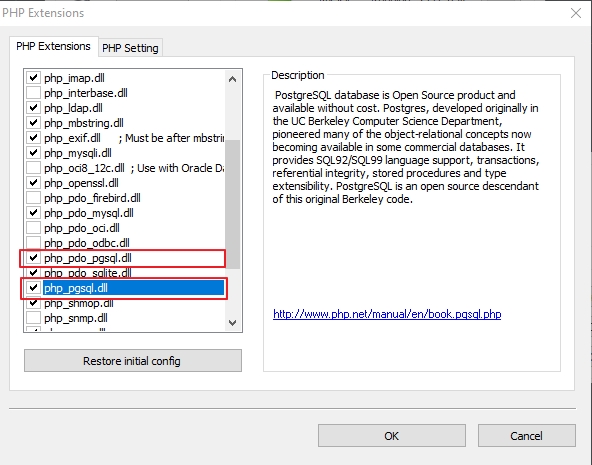 PHP Extensions
PHP Extensions
PHP Setting
php_imap.dll
php_interbase.dll
php_ldap.dll
php_mbstring.dll
php_exif.dll ; Must be after mbstrin
php_mysqli.dll
php_oci8_12c.dll ; Use with Oracle Da
php_openssl.dll
php_pdo_firebird.dll
php_pdo_mysql.dll
php_pdo_oci.dll
php_pdo_odbc.dll
php_pdo_pgsql.dll
php_pdo_sqlite.dll
php_pgsql.dll
php_shmop.dll
php_snmp.dll
Restore initial config
Description
PostgreSQL database is Open Source product and
available without cost. Postgres, developed originally in
the UC Berkeley Computer Science Department,
pioneered many of the object-relational concepts now
becoming available in some commercial databases. It
provides SQL92/SQL99 language support, transactions,
referential integrity, stored procedures and type
extensibility. PostgreSQL is an open source descendant
of this original Berkeley code.
http://www.php.net/manual/en/book.pgsql.php
OK
Cancel